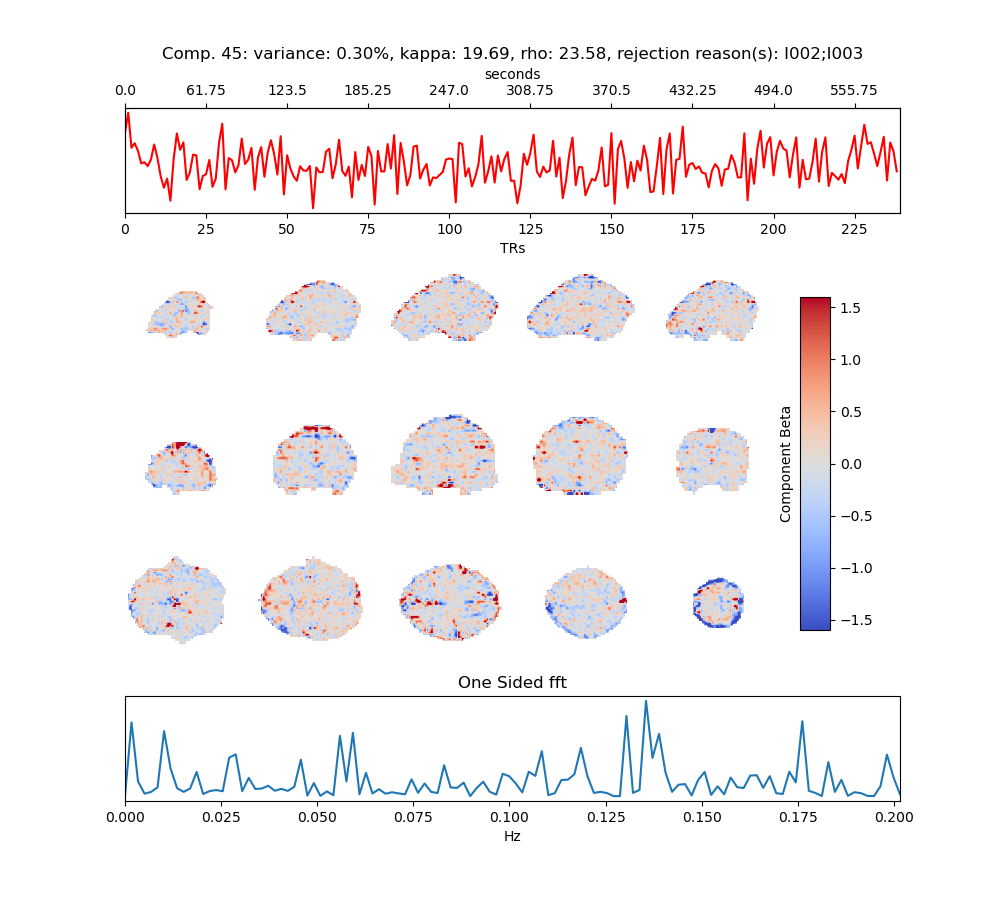 Comp. 45: variance: 0.30%, kappa: 19.69, rho: 23.58, rejection reason(s): I002;I003
seconds
0.0 61.75 123.5 185.25 247.0 308.75 370.5 432.25 494.0 555.75
0 25 50 75 100 125 150 175 200 225
TRs
1.5
1.0
0.5
0.0
−0.5
−1.0
−1.5
Component Beta
One Sided fft
0.000 0.025 0.050 0.075 0.100 0.125 0.150 0.175 0.200
Hz